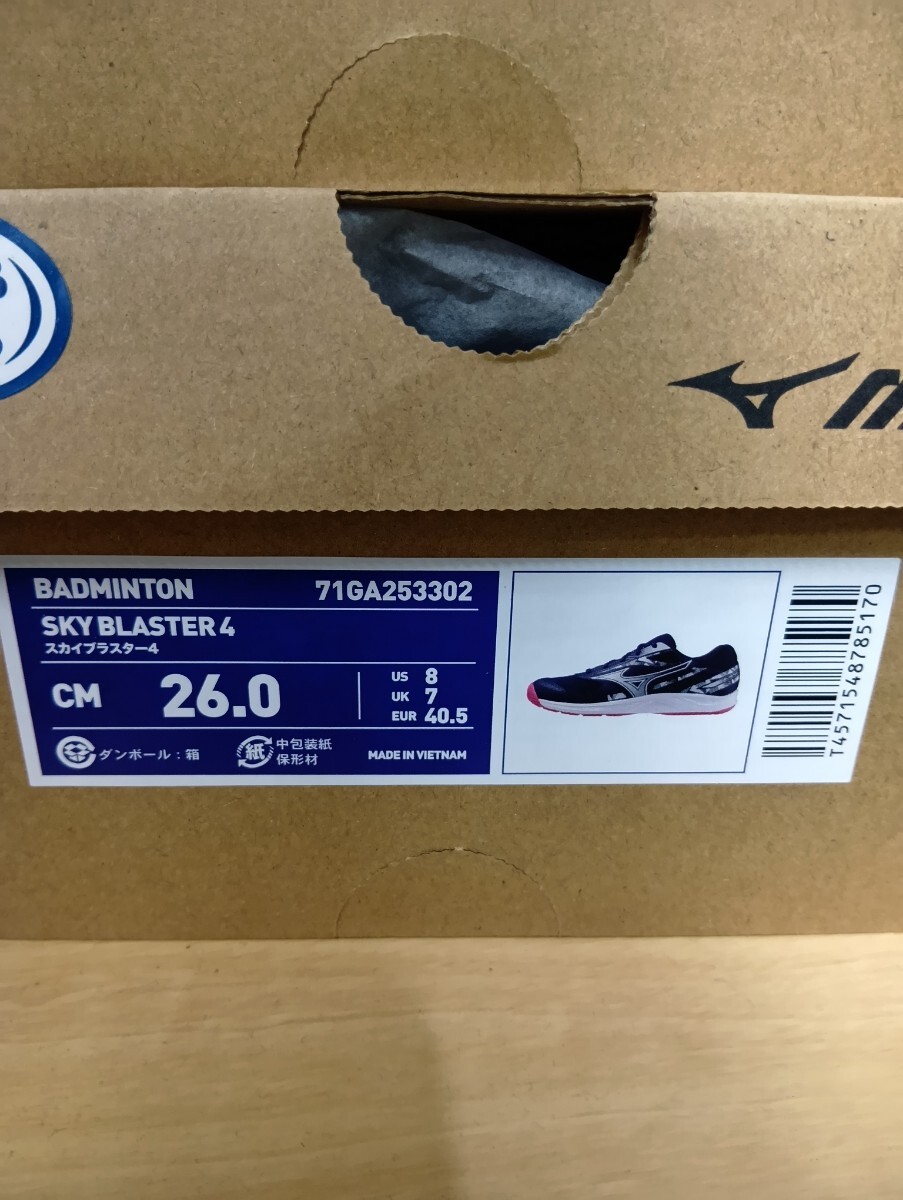 BADMINTON 71GA253302
SKY BLASTER 4
スカイブラスター4
CM 26.0
US 8
UK 7
EUR 40.5
ダンボール：箱
紙 中包装紙
保形材
MADE IN VIETNAM
T4571548785170